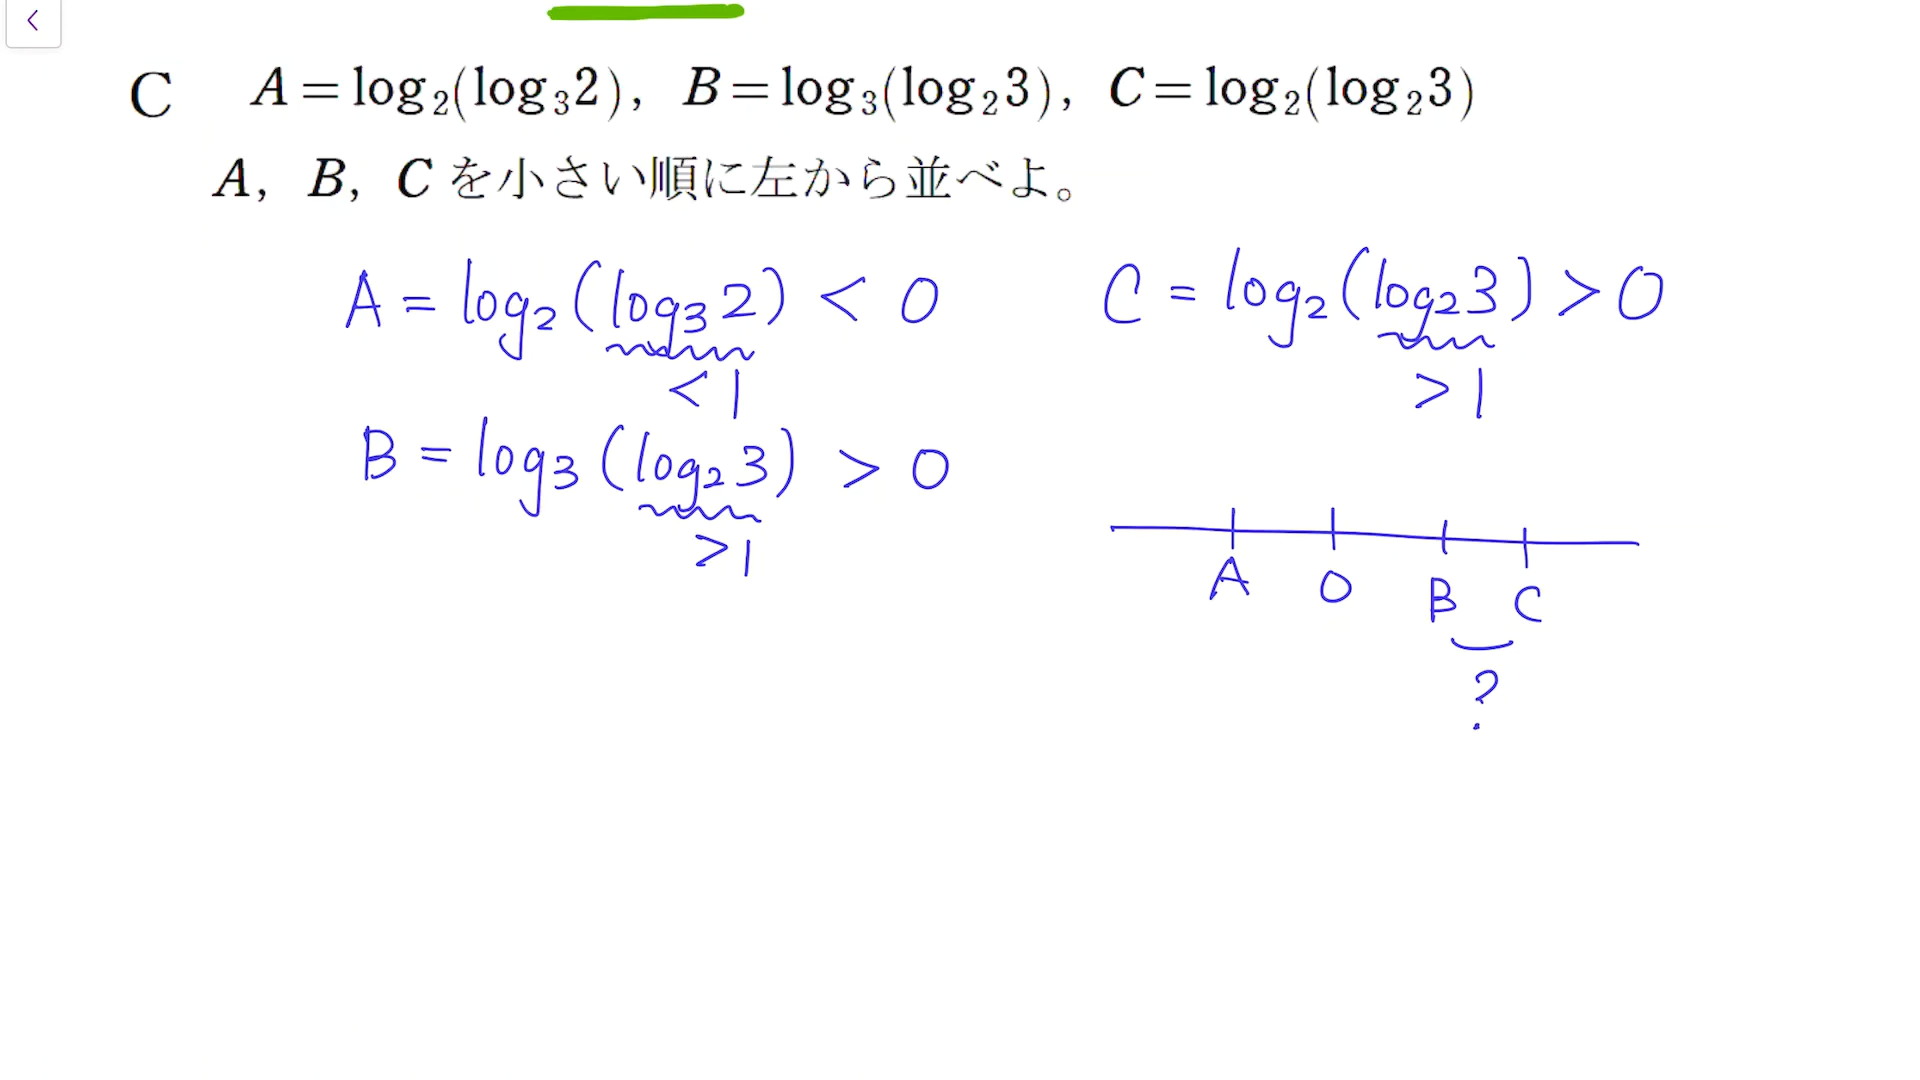 C A=log₂(log₃2), B=log₃(log₂3), C=log₂(log₂3)
A, B, C を小さい順に左から並べよ。
A = log₂(log₃2) < 0
< 1
B = log₃(log₂3) > 0
> 1
C = log₂(log₂3) > 0
> 1
A 0 B C
?